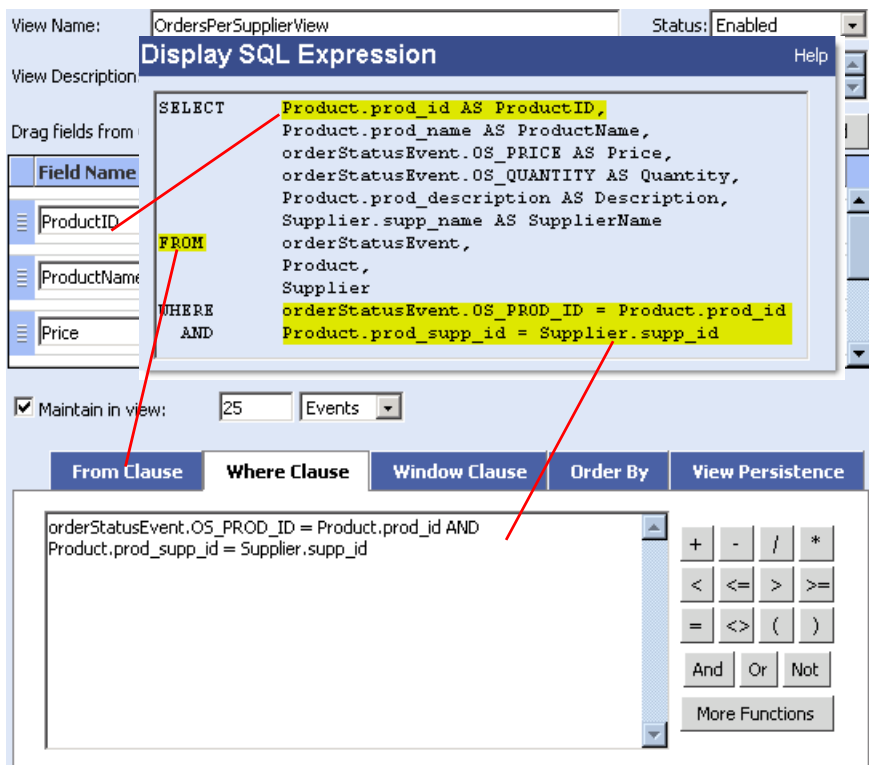 View Name: OrdersPerSupplierView Status: Enabled
Display SQL Expression Help
View Description
SELECT Product.prod_id AS ProductID,
Drag fields from
Product.prod_name AS ProductName,
orderStatusEvent.OS_PRICE AS Price,
Field Name
orderStatusEvent.OS_QUANTITY AS Quantity,
Product.prod_description AS Description,
ProductID
Supplier.supp_name AS SupplierName
FROM orderStatusEvent,
Product,
ProductName
Supplier
WHERE orderStatusEvent.OS_PROD_ID = Product.prod_id
Price
AND Product.prod_supp_id = Supplier.supp_id
Maintain in view: 25 Events
From Clause Where Clause Window Clause Order By View Persistence
orderStatusEvent.OS_PROD_ID = Product.prod_id AND
Product.prod_supp_id = Supplier.supp_id
+ - / *
< <= > >=
= <> ( )
And Or Not
More Functions